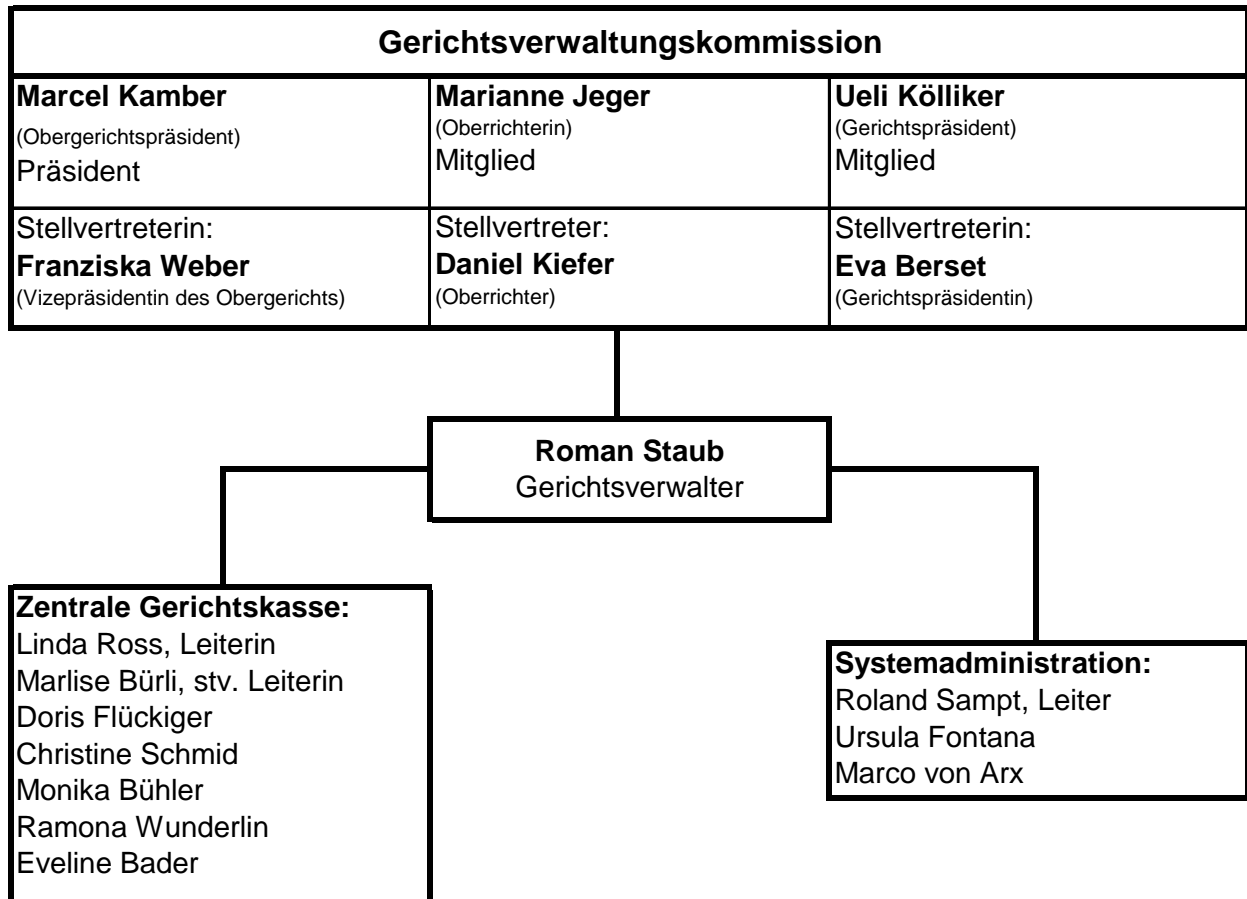 Gerichtsverwaltungskommission
Marcel Kamber
(Obergerichtspräsident)
Präsident
Marianne Jeger
(Oberrichterin)
Mitglied
Ueli Kölliker
(Gerichtspräsident)
Mitglied
Stellvertreterin:
Franziska Weber
(Vizepräsidentin des Obergerichts)
Stellvertreter:
Daniel Kiefer
(Oberrichter)
Stellvertreterin:
Eva Berset
(Gerichtspräsidentin)
Roman Staub
Gerichtsverwalter
Zentrale Gerichtskasse:
Linda Ross, Leiterin
Marlise Bürli, stv. Leiterin
Doris Flückiger
Christine Schmid
Monika Bühler
Ramona Wunderlin
Eveline Bader
Systemadministration:
Roland Sampt, Leiter
Ursula Fontana
Marco von Arx